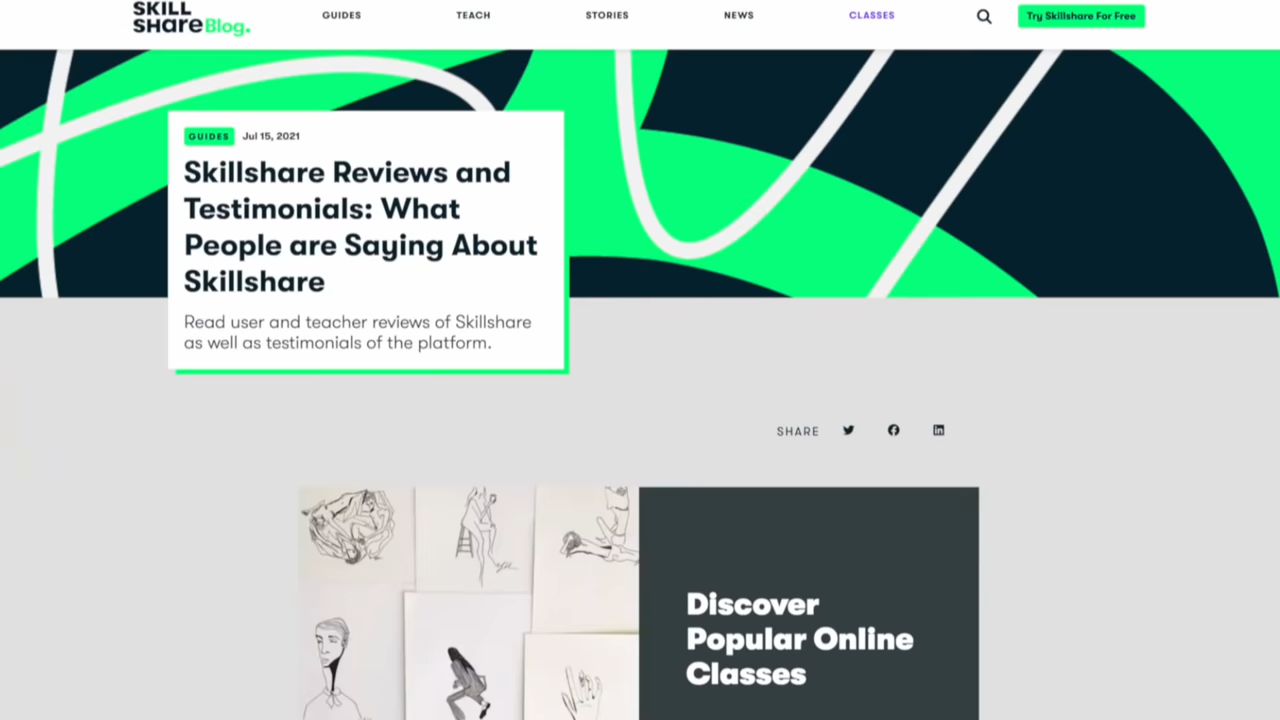 SKILL
SHare Blog.
GUIDES
TEACH
STORIES
NEWS
CLASSES
Try Skillshare For Free
GUIDES
Jul 15, 2021
Skillshare Reviews and
Testimonials: What
People are Saying About
Skillshare
Read user and teacher reviews of Skillshare
as well as testimonials of the platform.
SHARE
Discover
Popular Online
Classes